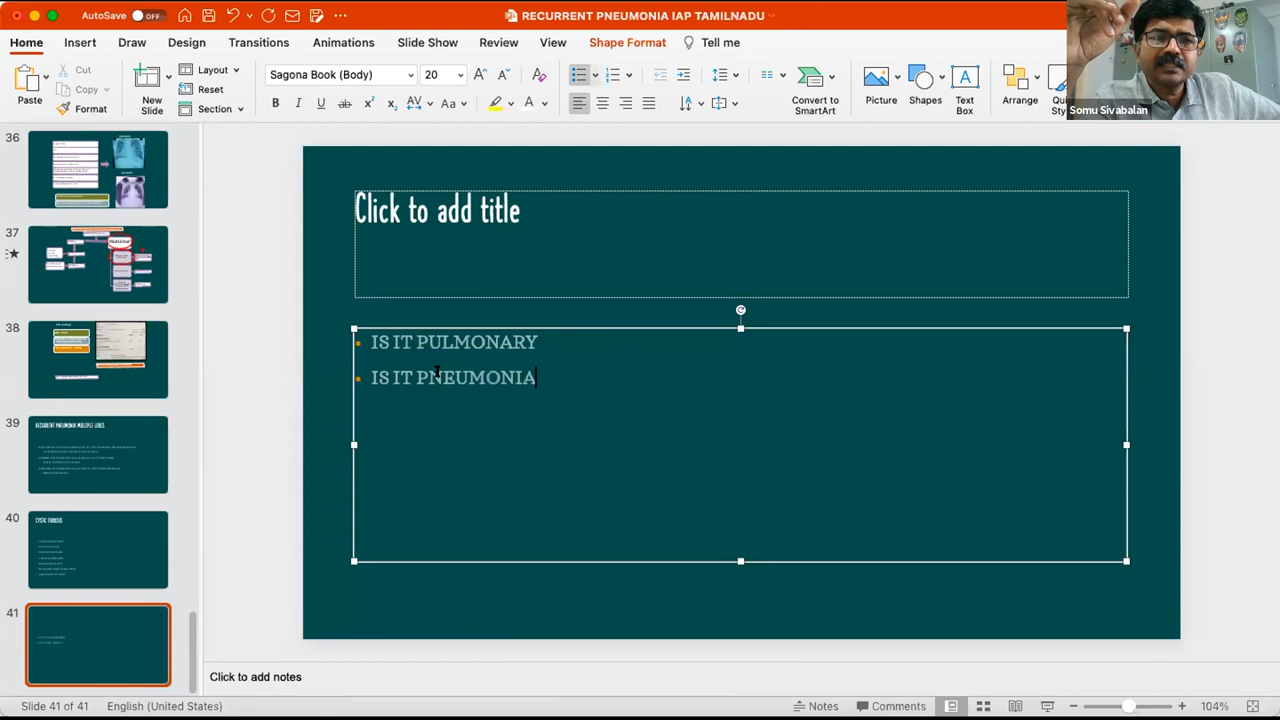 AutoSave
OFF
RECURRENT PNEUMONIA IAP TAMILNADU
Home
Insert
Draw
Design
Transitions
Animations
Slide Show
Review
View
Shape Format
Tell me
Paste
Cut
Copy
Format
New Slide
Layout
Reset
Section
Sagona Book (Body)
20
Convert to SmartArt
Picture
Shapes
Text Box
Arrange
Somu Sivabalan
36
37
38
39
RECURRENT PNEUMONIA MULTIPLE LOBES
40
CYSTIC FIBROSIS
41
Click to add title
• IS IT PULMONARY
• IS IT PNEUMONIA
Click to add notes
Slide 41 of 41
English (United States)
Notes
Comments
104%